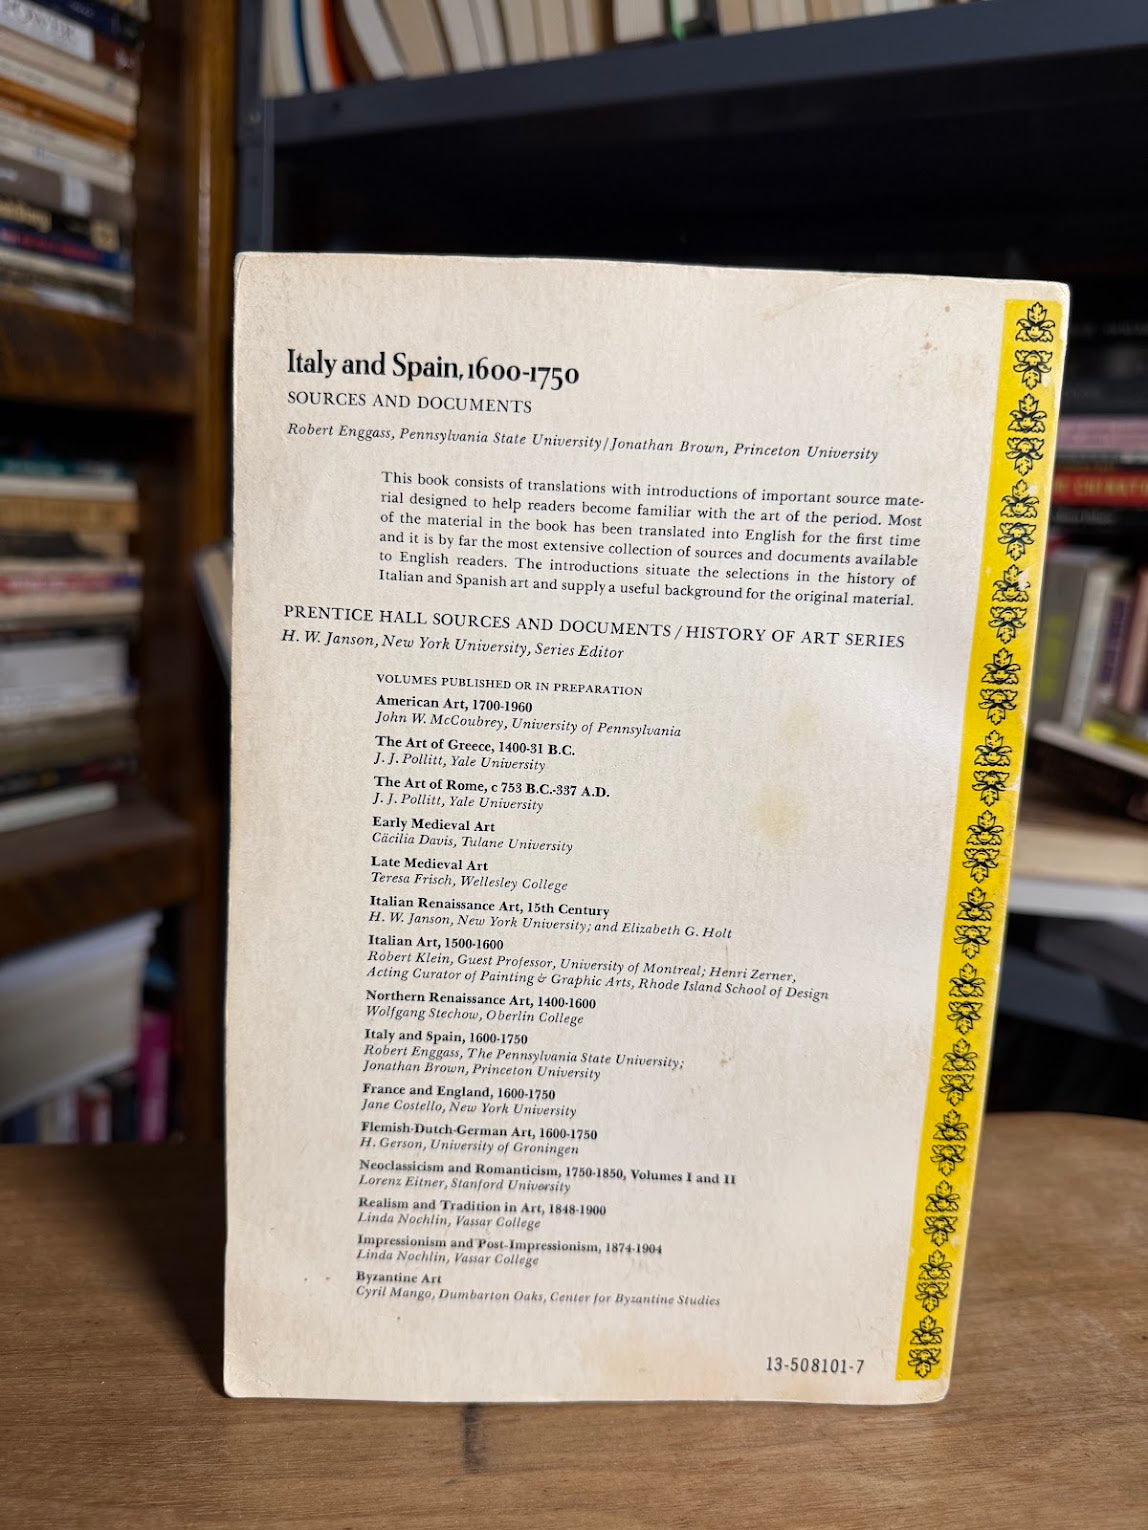 Italy and Spain, 1600-1750
SOURCES AND DOCUMENTS
Robert Enggass, Pennsylvania State University/Jonathan Brown, Princeton University
This book consists of translations with introductions of important source mate-
rial designed to help readers become familiar with the art of the period. Most
of the material in the book has been translated into English for the first time
and it is by far the most extensive collection of sources and documents available
to English readers. The introductions situate the selections in the history of
Italian and Spanish art and supply a useful background for the original material.
PRENTICE HALL SOURCES AND DOCUMENTS / HISTORY OF ART SERIES
H. W. Janson, New York University, Series Editor
VOLUMES PUBLISHED OR IN PREPARATION
American Art, 1700-1960
John W. McCoubrey, University of Pennsylvania
The Art of Greece, 1400-31 B.C.
J. J. Pollitt, Yale University
The Art of Rome, c 753 B.C.-337 A.D.
J. J. Pollitt, Yale University
Early Medieval Art
Cäcilia Davis, Tulane University
Late Medieval Art
Teresa Frisch, Wellesley College
Italian Renaissance Art, 15th Century
H. W. Janson, New York University; and Elizabeth G. Holt
Italian Art, 1500-1600
Robert Klein, Guest Professor, University of Montreal; Henri Zerner,
Acting Curator of Painting & Graphic Arts, Rhode Island School of Design
Northern Renaissance Art, 1400-1600
Wolfgang Stechow, Oberlin College
Italy and Spain, 1600-1750
Robert Enggass, The Pennsylvania State University;
Jonathan Brown, Princeton University
France and England, 1600-1750
Jane Costello, New York University
Flemish-Dutch-German Art, 1600-1750
H. Gerson, University of Groningen
Neoclassicism and Romanticism, 1750-1850, Volumes I and II
Lorenz Eitner, Stanford University
Realism and Tradition in Art, 1848-1900
Linda Nochlin, Vassar College
Impressionism and Post-Impressionism, 1874-1904
Linda Nochlin, Vassar College
Byzantine Art
Cyril Mango, Dumbarton Oaks, Center for Byzantine Studies
13-508101-7